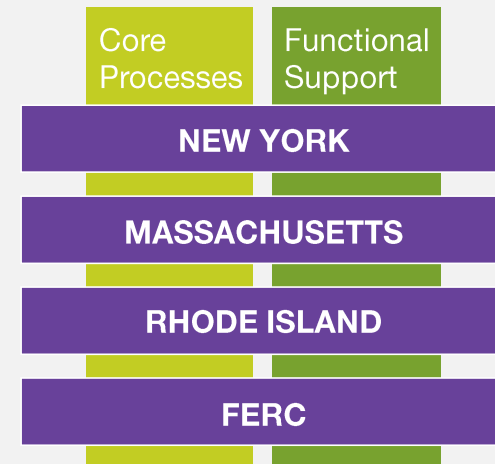 Core
Processes
Functional
Support
NEW YORK
MASSACHUSETTS
RHODE ISLAND
FERC